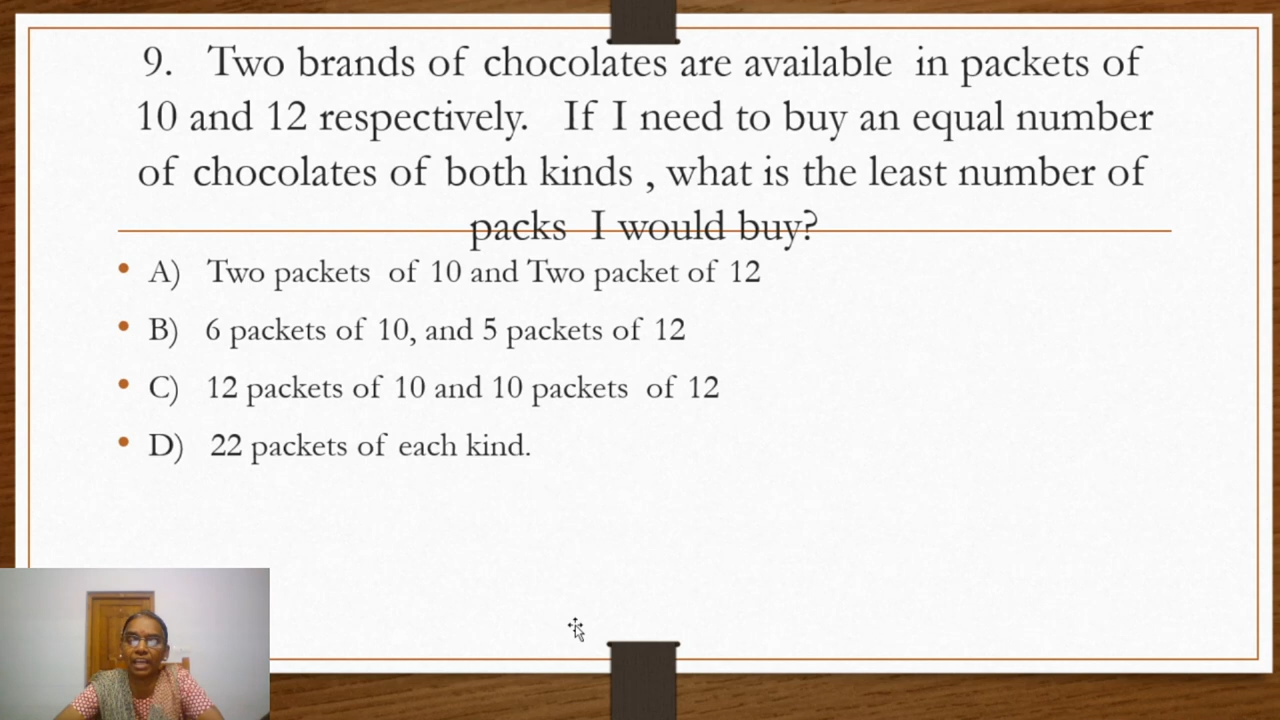 9. Two brands of chocolates are available in packets of
10 and 12 respectively. If I need to buy an equal number
of chocolates of both kinds , what is the least number of
packs I would buy?
• A) Two packets of 10 and Two packet of 12
• B) 6 packets of 10, and 5 packets of 12
• C) 12 packets of 10 and 10 packets of 12
• D) 22 packets of each kind.